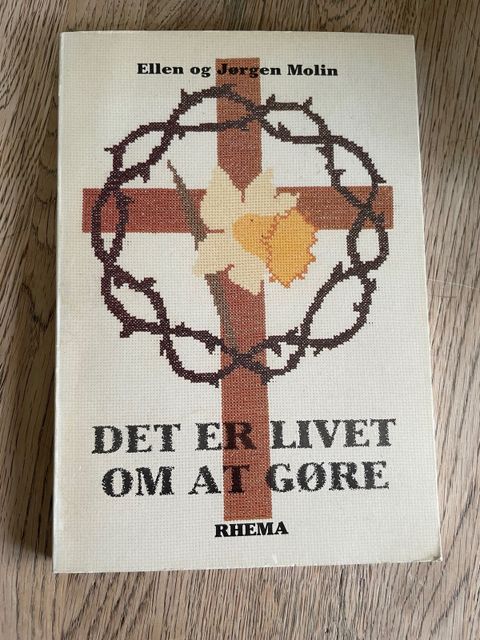 Ellen og Jørgen Molin
DET ER LIVET
OM AT GØRE
RHEMA